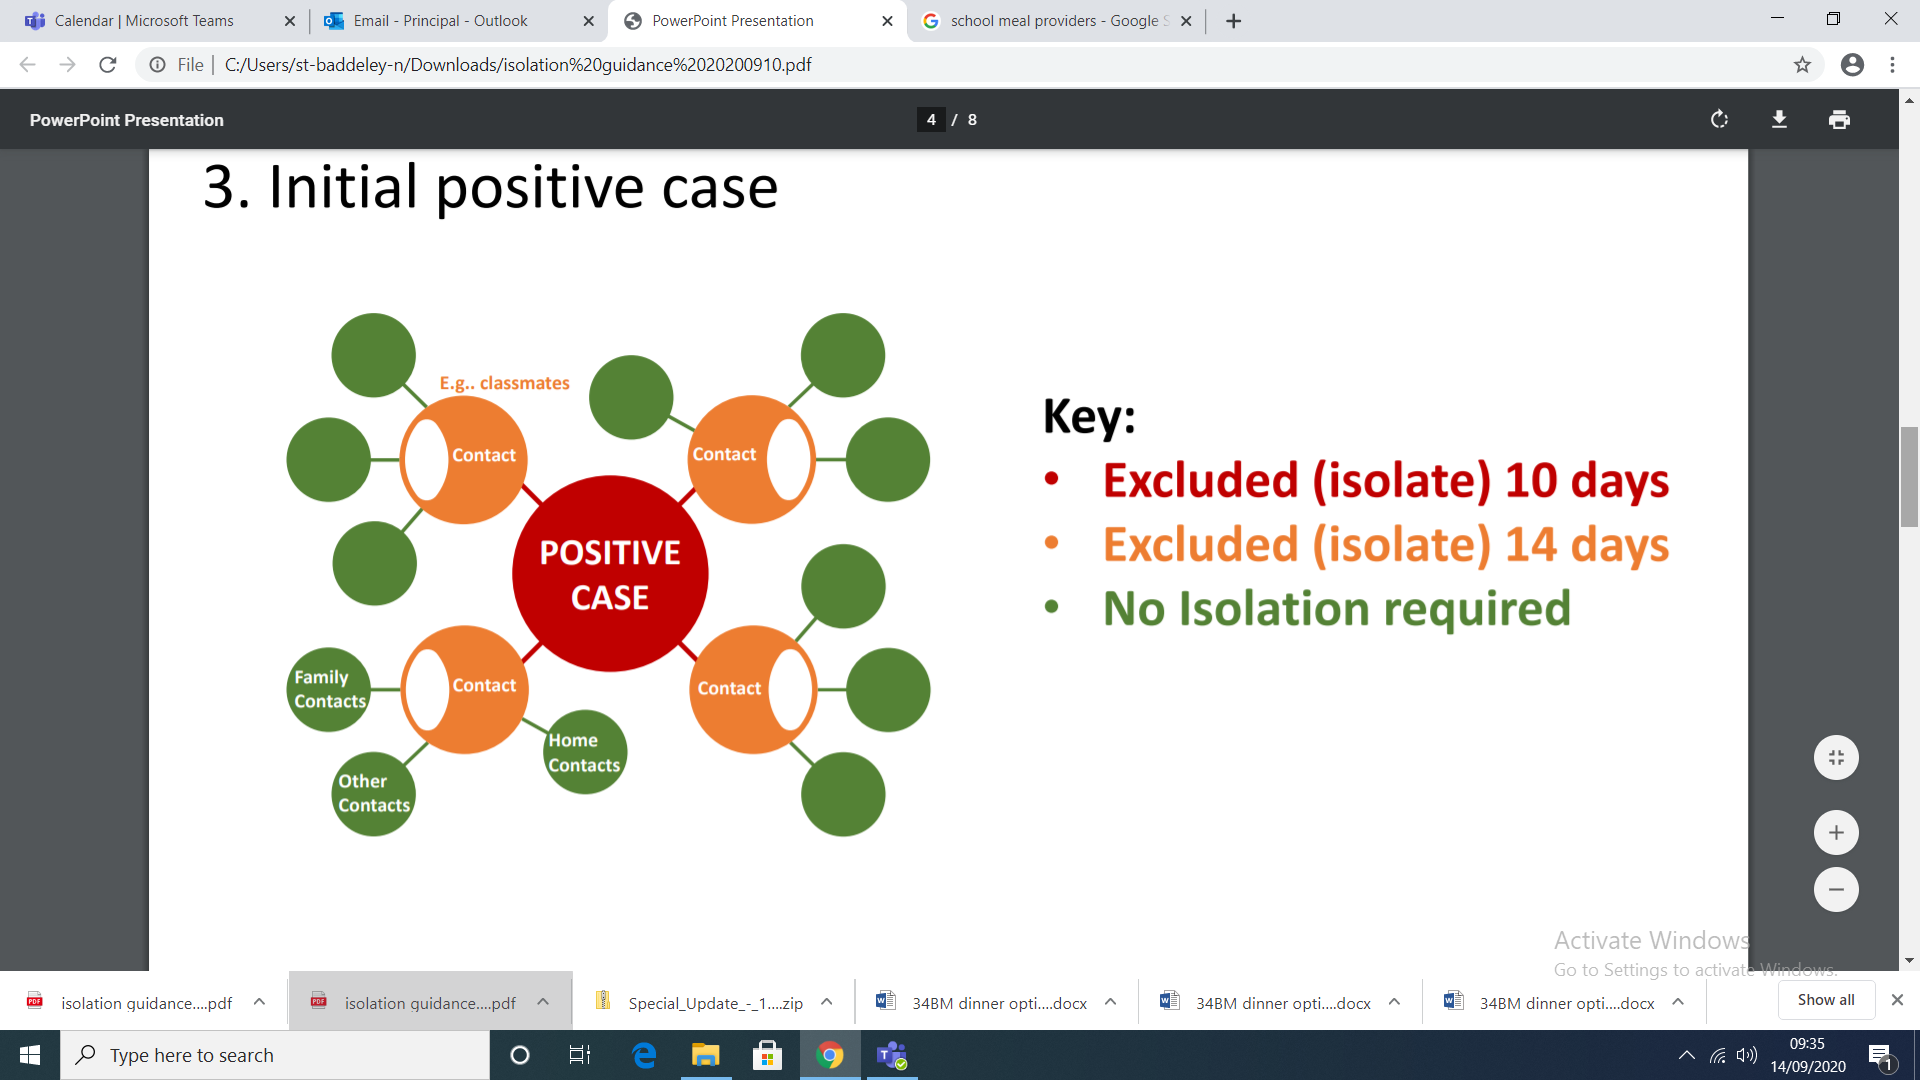 Calendar | Microsoft Teams
Email - Principal - Outlook
PowerPoint Presentation
school meal providers - Google S
File | C:/Users/st-baddeley-n/Downloads/isolation%20guidance%2020200910.pdf
PowerPoint Presentation
4 / 8
3. Initial positive case
E.g.. classmates
Contact
Contact
POSITIVE
CASE
Contact
Contact
Family
Contacts
Home
Contacts
Other
Contacts
Key:
• Excluded (isolate) 10 days
• Excluded (isolate) 14 days
• No Isolation required
Activate Windows
Go to Settings to activate Windows.
isolation guidance....pdf
isolation guidance....pdf
Special_Update_-_1....zip
34BM dinner opti....docx
34BM dinner opti....docx
34BM dinner opti....docx
Show all
Type here to search
09:35
14/09/2020
1